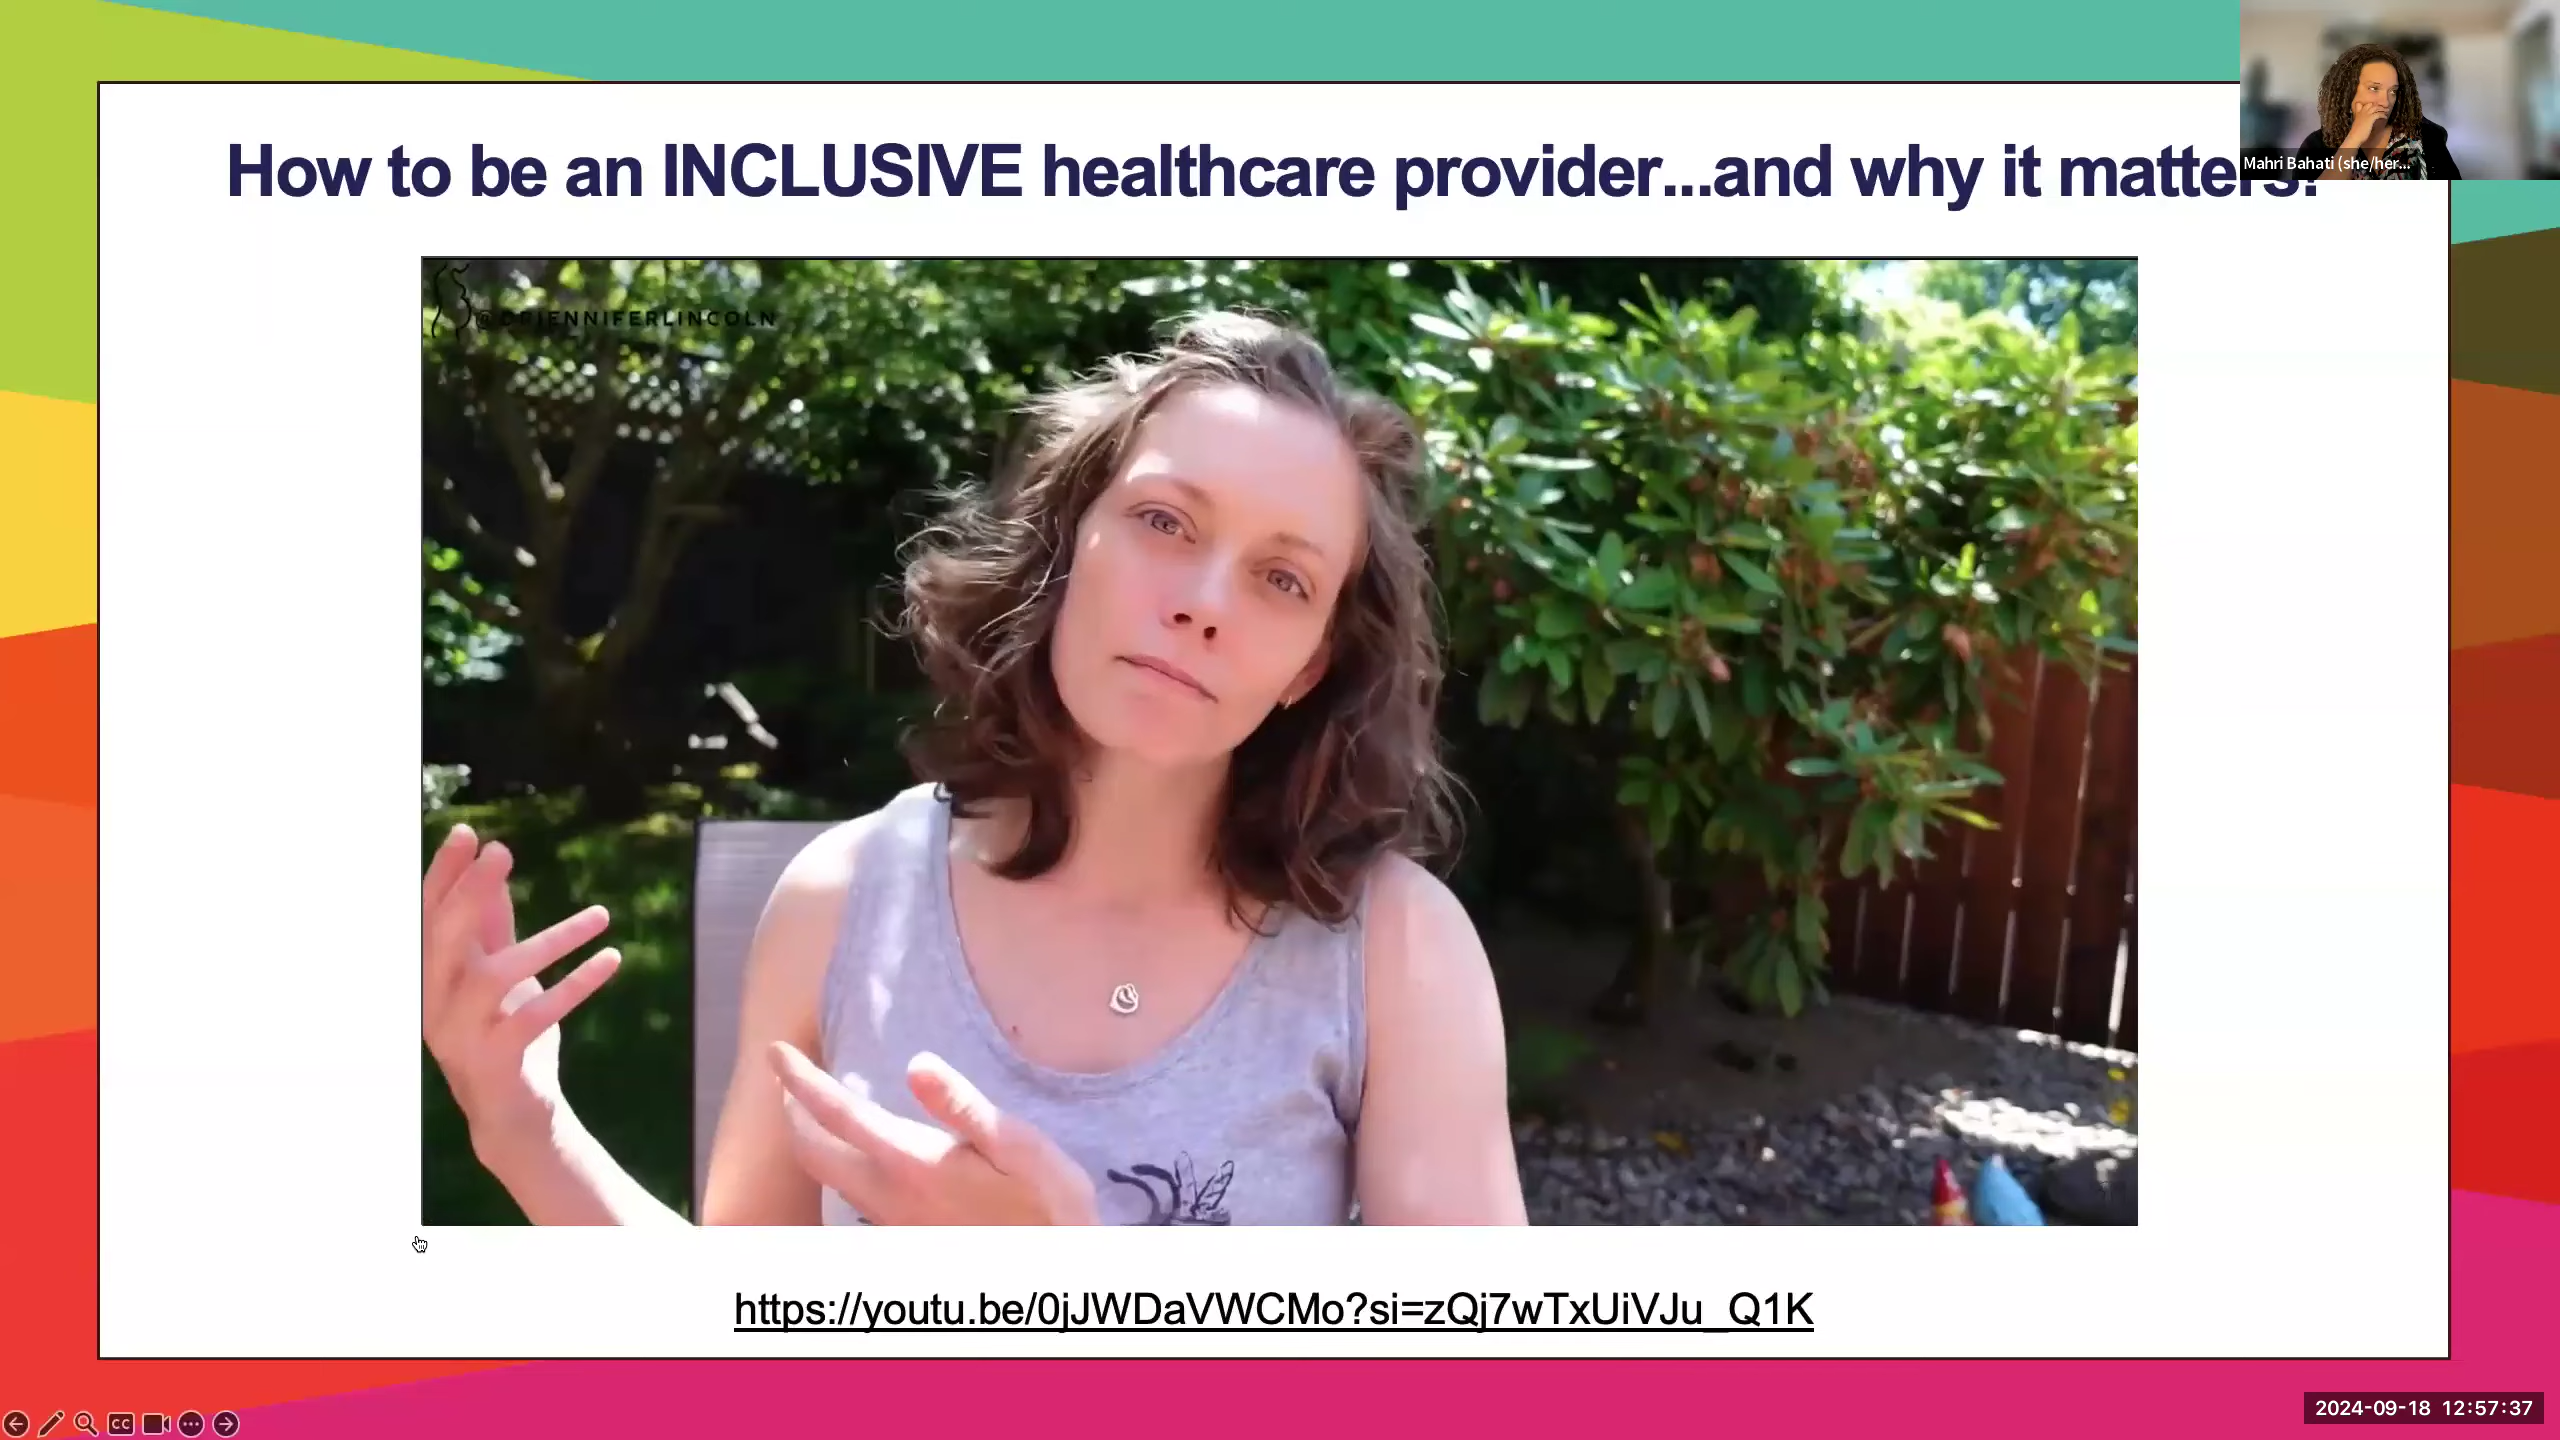 How to be an INCLUSIVE healthcare provider...and why it matters!
Mahri Bahati (she/her...
@DRJENNIFERLINCOLN
https://youtu.be/0jJWDaVWCMo?si=zQj7wTxUiVJu_Q1K
CC
2024-09-18 12:57:37